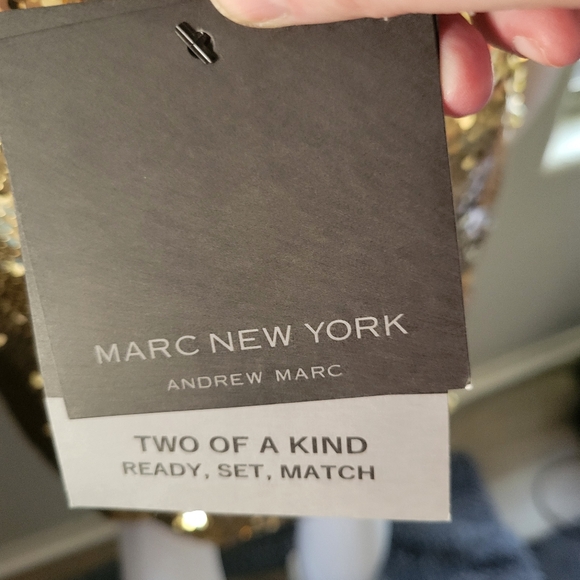 MARC NEW YORK
ANDREW MARC
TWO OF A KIND
READY, SET, MATCH